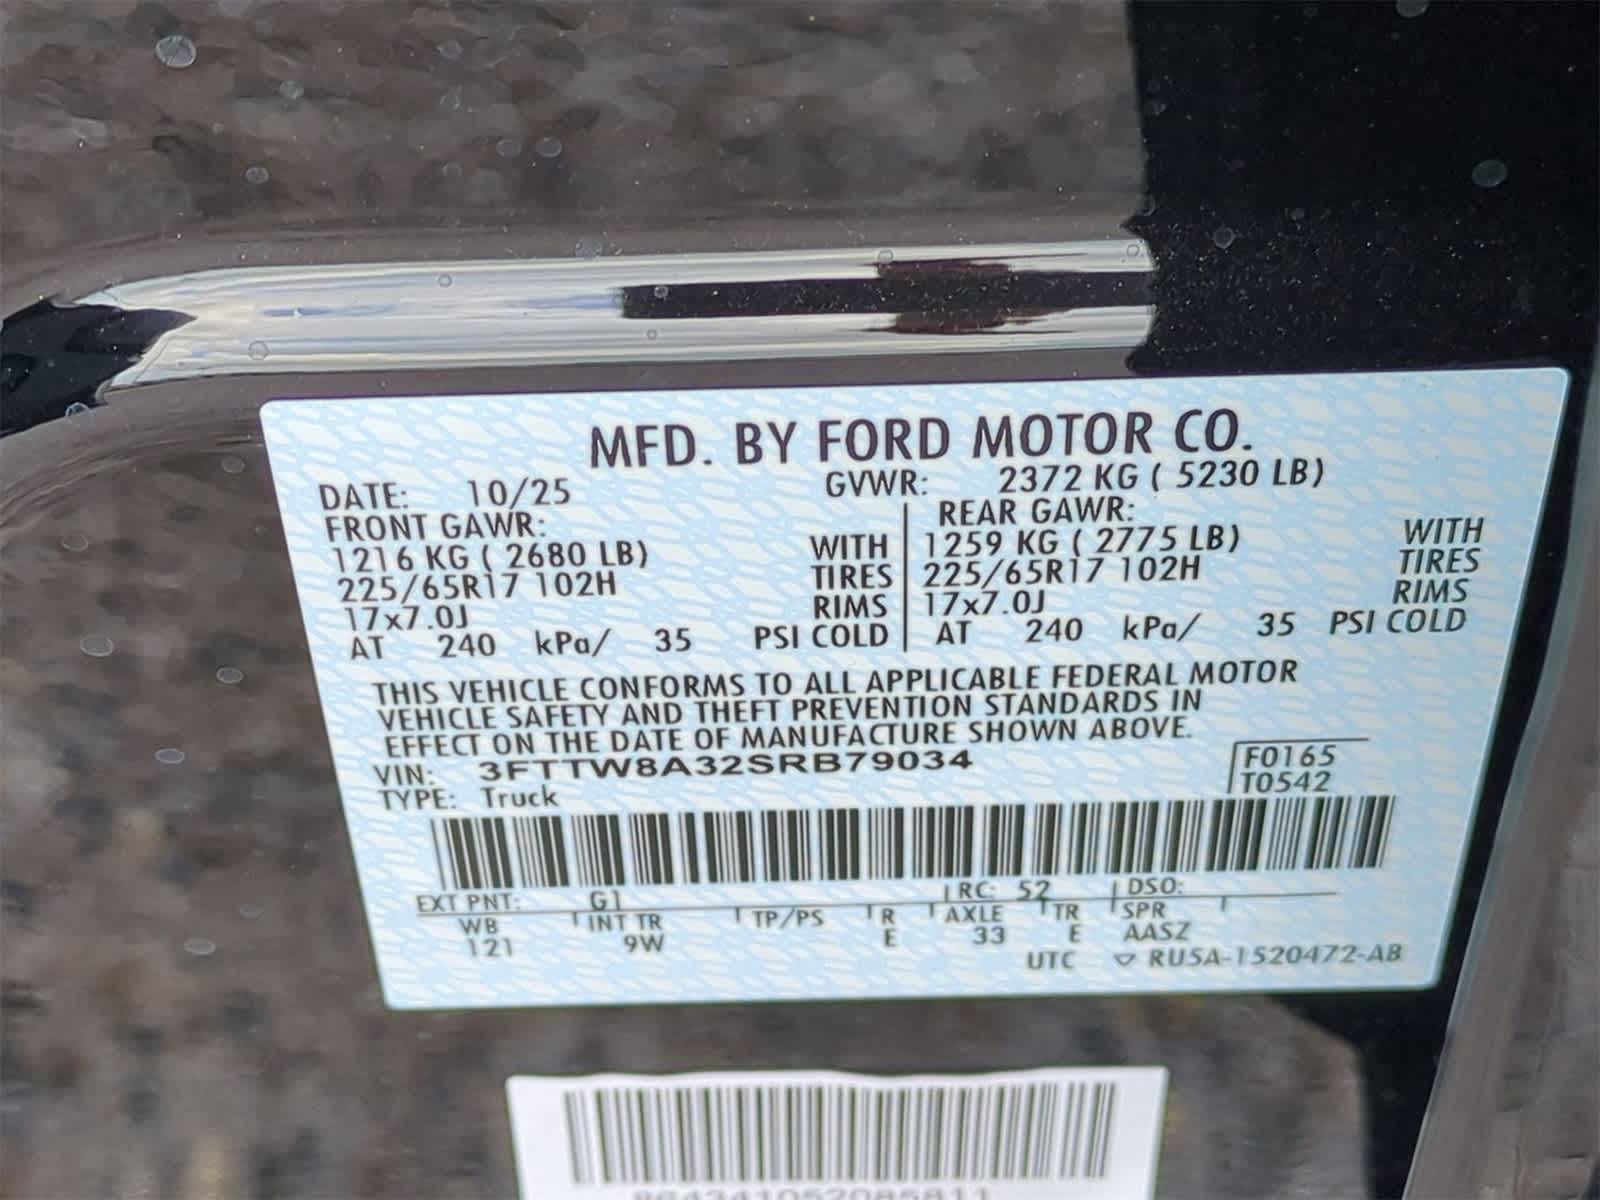 MFD. BY FORD MOTOR CO.
DATE: 10/25 GVWR: 2372 KG ( 5230 LB)
FRONT GAWR: REAR GAWR:
1216 KG ( 2680 LB) WITH 1259 KG ( 2775 LB) WITH
225/65R17 102H TIRES 225/65R17 102H TIRES
17x7.0J RIMS 17x7.0J RIMS
AT 240 kPa/ 35 PSI COLD AT 240 kPa/ 35 PSI COLD
THIS VEHICLE CONFORMS TO ALL APPLICABLE FEDERAL MOTOR
VEHICLE SAFETY AND THEFT PREVENTION STANDARDS IN
EFFECT ON THE DATE OF MANUFACTURE SHOWN ABOVE.
VIN: 3FTTW8A32SRB79034 F0165
TYPE: Truck T0542
EXT PNT: G1 RC: 52 DSO:
WB INT TR TP/PS R AXLE TR SPR
121 9W E 33 E AASZ
UTC ▽ RU5A-1520472-AB